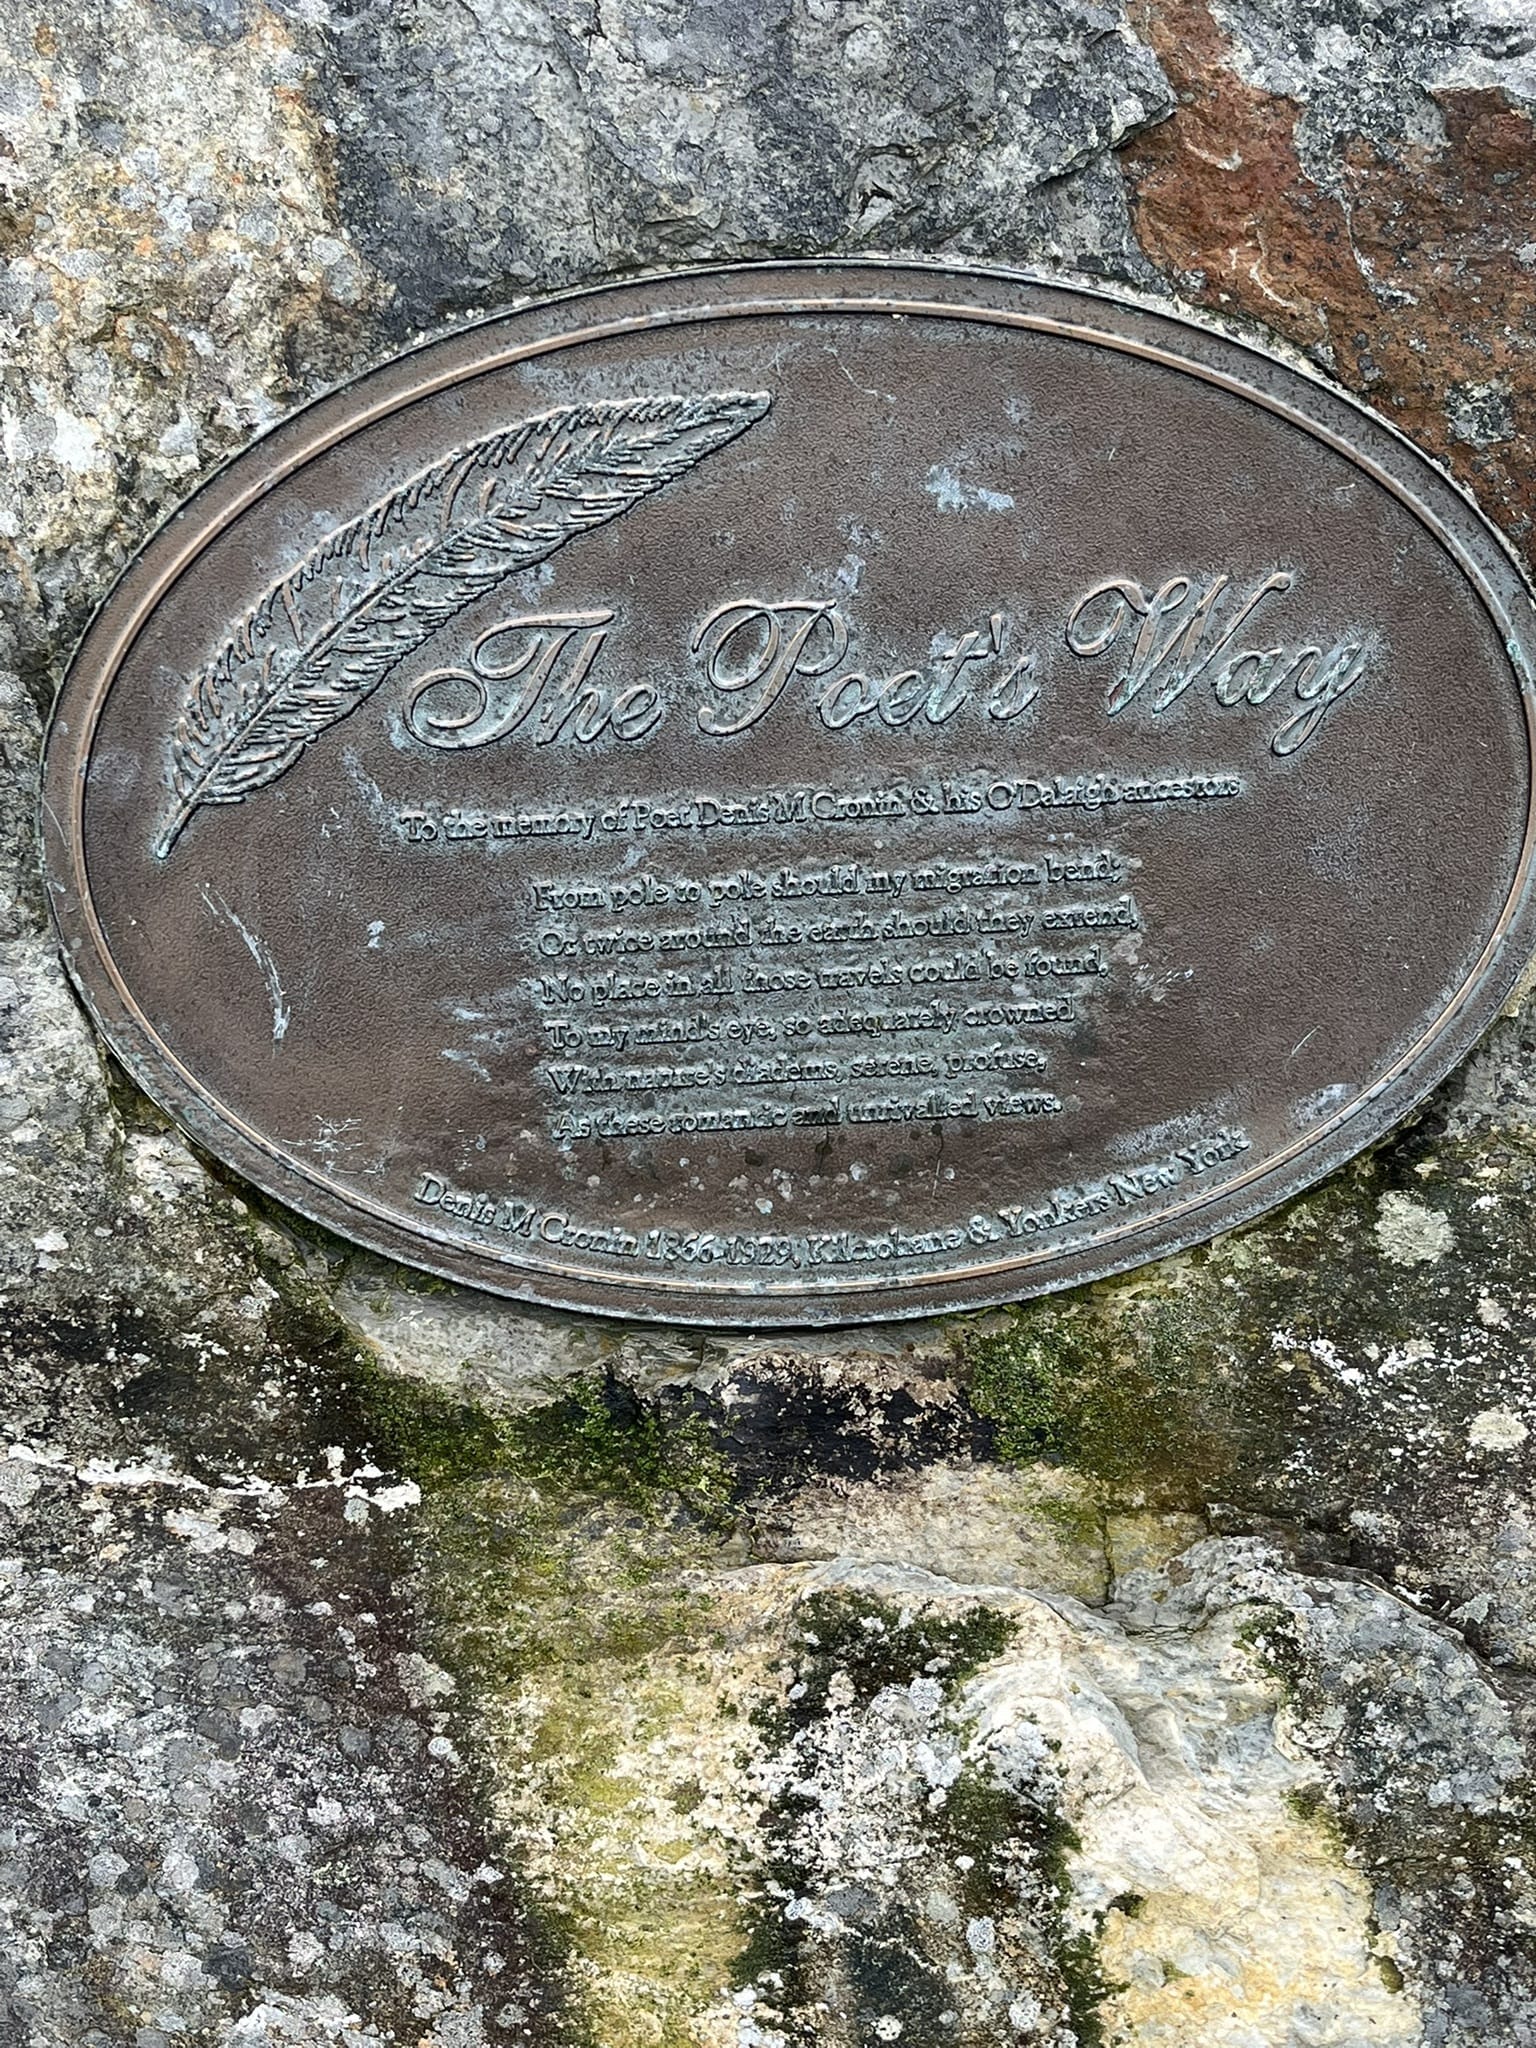 The Poet's Way
To the memory of Poet Denis M Cronin & his O'Dalaigh ancestors
From pole to pole should my migration bend;
Or twice around the earth should they extend,
No place in all those travels could be found,
To my mind's eye, so adequately crowned
With nature's diadems, serene, profuse,
As these romantic and unrivalled views.
Denis M Cronin 1866-1929, Kilcrohane & Yonkers New York